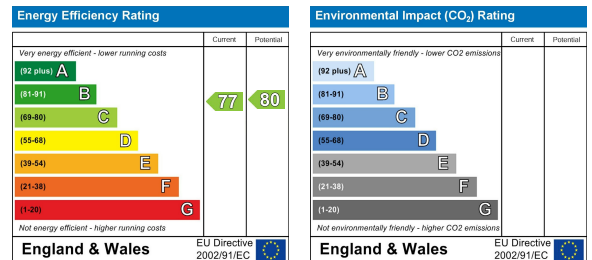 Energy Efficiency Rating
Current Potential
Very energy efficient - lower running costs
(92 plus) A
(81-91) B
(69-80) C
(55-68) D
(39-54) E
(21-38) F
(1-20) G
77 80
Not energy efficient - higher running costs
England & Wales
EU Directive
2002/91/EC
Environmental Impact (CO2) Rating
Current Potential
Very environmentally friendly - lower CO2 emissions
(92 plus) A
(81-91) B
(69-80) C
(55-68) D
(39-54) E
(21-38) F
(1-20) G
Not environmentally friendly - higher CO2 emissions
England & Wales
EU Directive
2002/91/EC